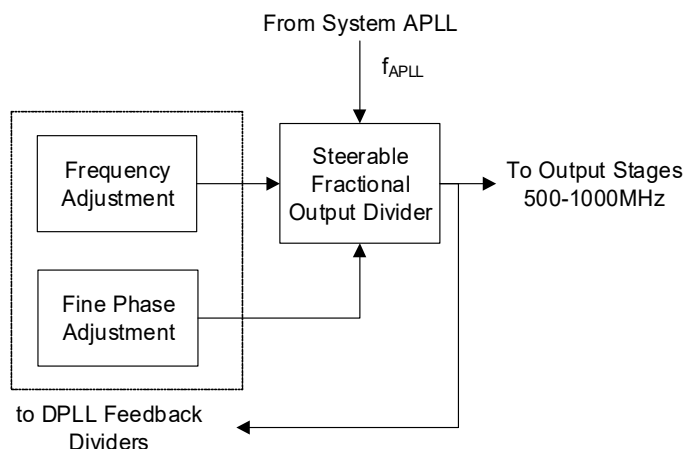 From System APLL
fAPLL
Frequency
Adjustment
Steerable
Fractional
Output Divider
To Output Stages
500-1000MHz
Fine Phase
Adjustment
to DPLL Feedback
Dividers